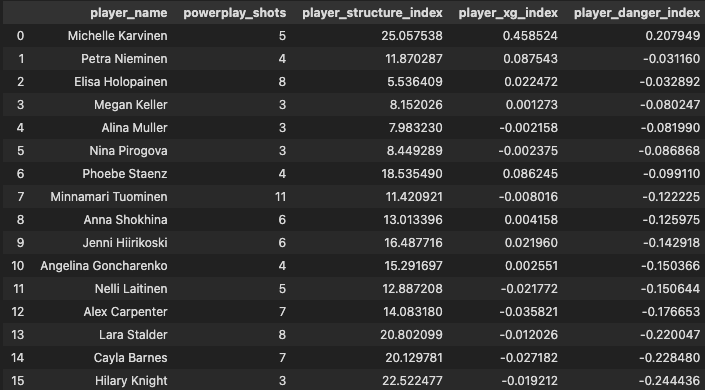 player_name powerplay_shots player_structure_index player_xg_index player_danger_index
0 Michelle Karvinen 5 25.057538 0.458524 0.207949
1 Petra Nieminen 4 11.870287 0.087543 -0.031160
2 Elisa Holopainen 8 5.536409 0.022472 -0.032892
3 Megan Keller 3 8.152026 0.001273 -0.080247
4 Alina Muller 3 7.983230 -0.002158 -0.081990
5 Nina Pirogova 3 8.449289 -0.002375 -0.086868
6 Phoebe Staenz 4 18.535490 0.086245 -0.099110
7 Minnamari Tuominen 11 11.420921 -0.008016 -0.122225
8 Anna Shokhina 6 13.013396 0.004158 -0.125975
9 Jenni Hiirikoski 6 16.487716 0.021960 -0.142918
10 Angelina Goncharenko 4 15.291697 0.002551 -0.150366
11 Nelli Laitinen 5 12.887208 -0.021772 -0.150644
12 Alex Carpenter 7 14.083180 -0.035821 -0.176653
13 Lara Stalder 8 20.802099 -0.012026 -0.220047
14 Cayla Barnes 7 20.129781 -0.027182 -0.228480
15 Hilary Knight 3 22.522477 -0.019212 -0.244436